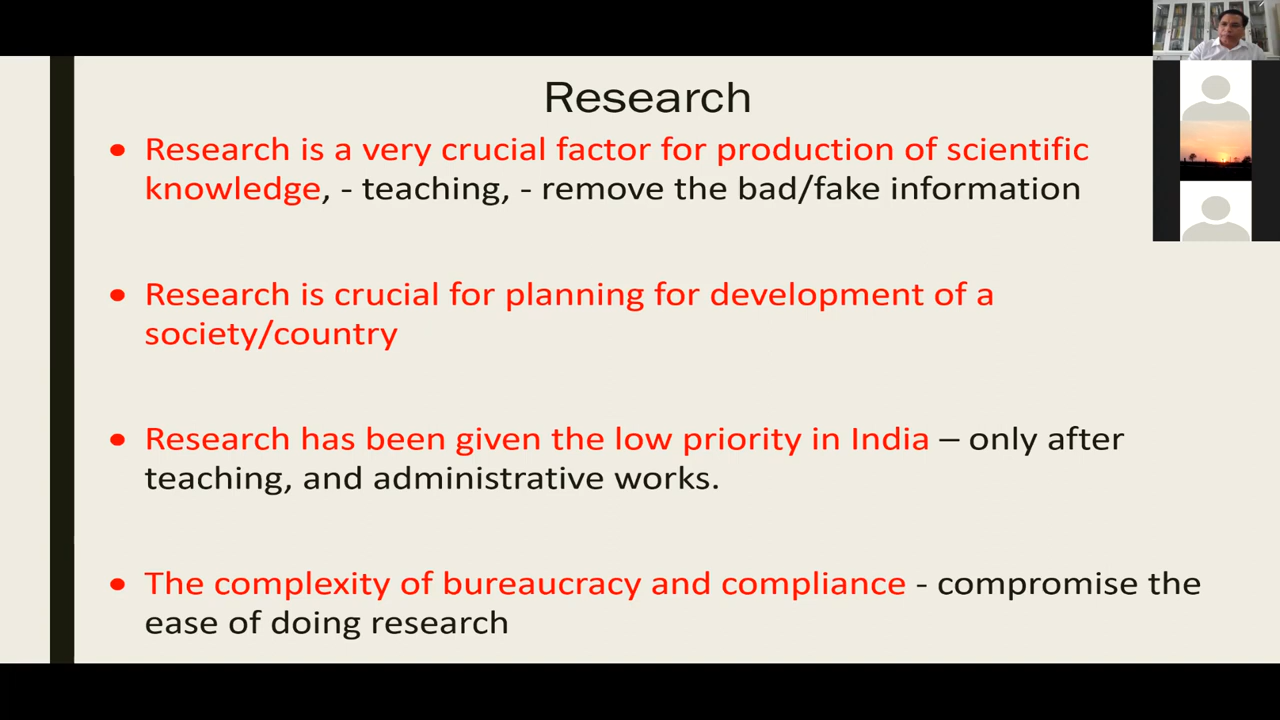 Research
• Research is a very crucial factor for production of scientific
knowledge, - teaching, - remove the bad/fake information
• Research is crucial for planning for development of a
society/country
• Research has been given the low priority in India – only after
teaching, and administrative works.
• The complexity of bureaucracy and compliance - compromise the
ease of doing research